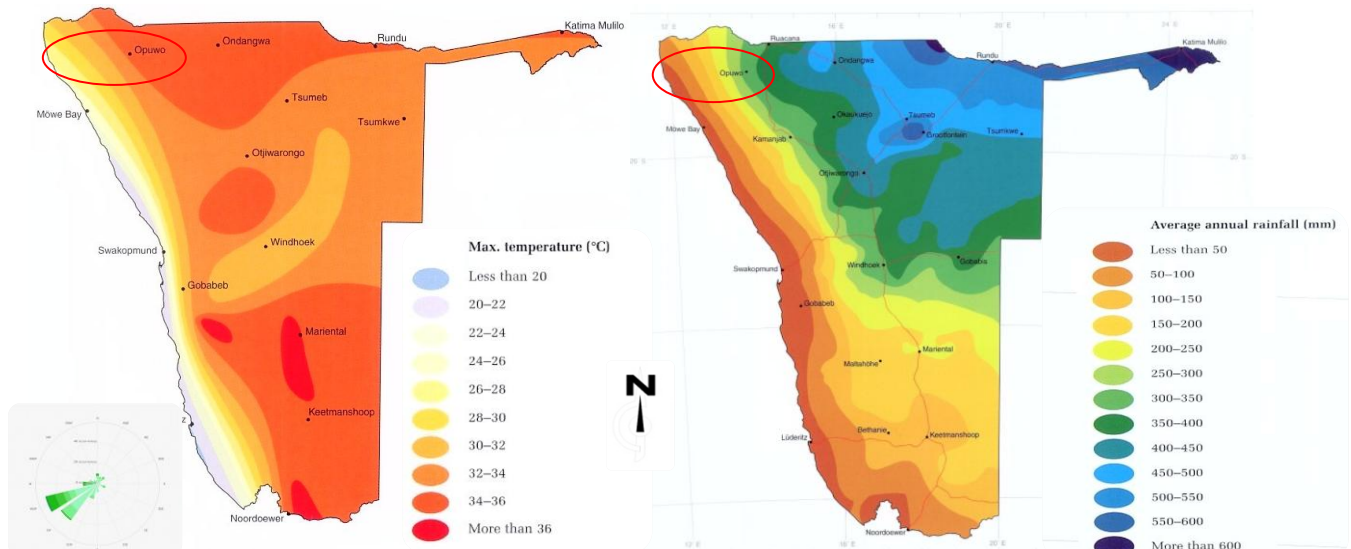 Katima Mulilo
Ondangwa
Rundu
Opuwo
Tsumeb
Möwe Bay
Tsumkwe
Otjiwarongo
Swakopmund
Windhoek
Gobabeb
Mariental
Z
Keetmanshoop
Noordoewer
Max. temperature (°C)
Less than 20
20–22
22–24
24–26
26–28
28–30
30–32
32–34
34–36
More than 36
N
Ruacana
Katima Mulilo
Ondangwa
Rundu
Opuwo
Möwe Bay
Okaukuejo
Tsumeb
Grootfontein
Tsumkwe
Kamanjab
Otjiwarongo
Windhoek
Gobabis
Swakopmund
Gobabeb
Mariental
Maltahöhe
Bethanie
Keetmanshoop
Lüderitz
Noordoewer
Average annual rainfall (mm)
Less than 50
50–100
100–150
150–200
200–250
250–300
300–350
350–400
400–450
450–500
500–550
550–600
More than 600